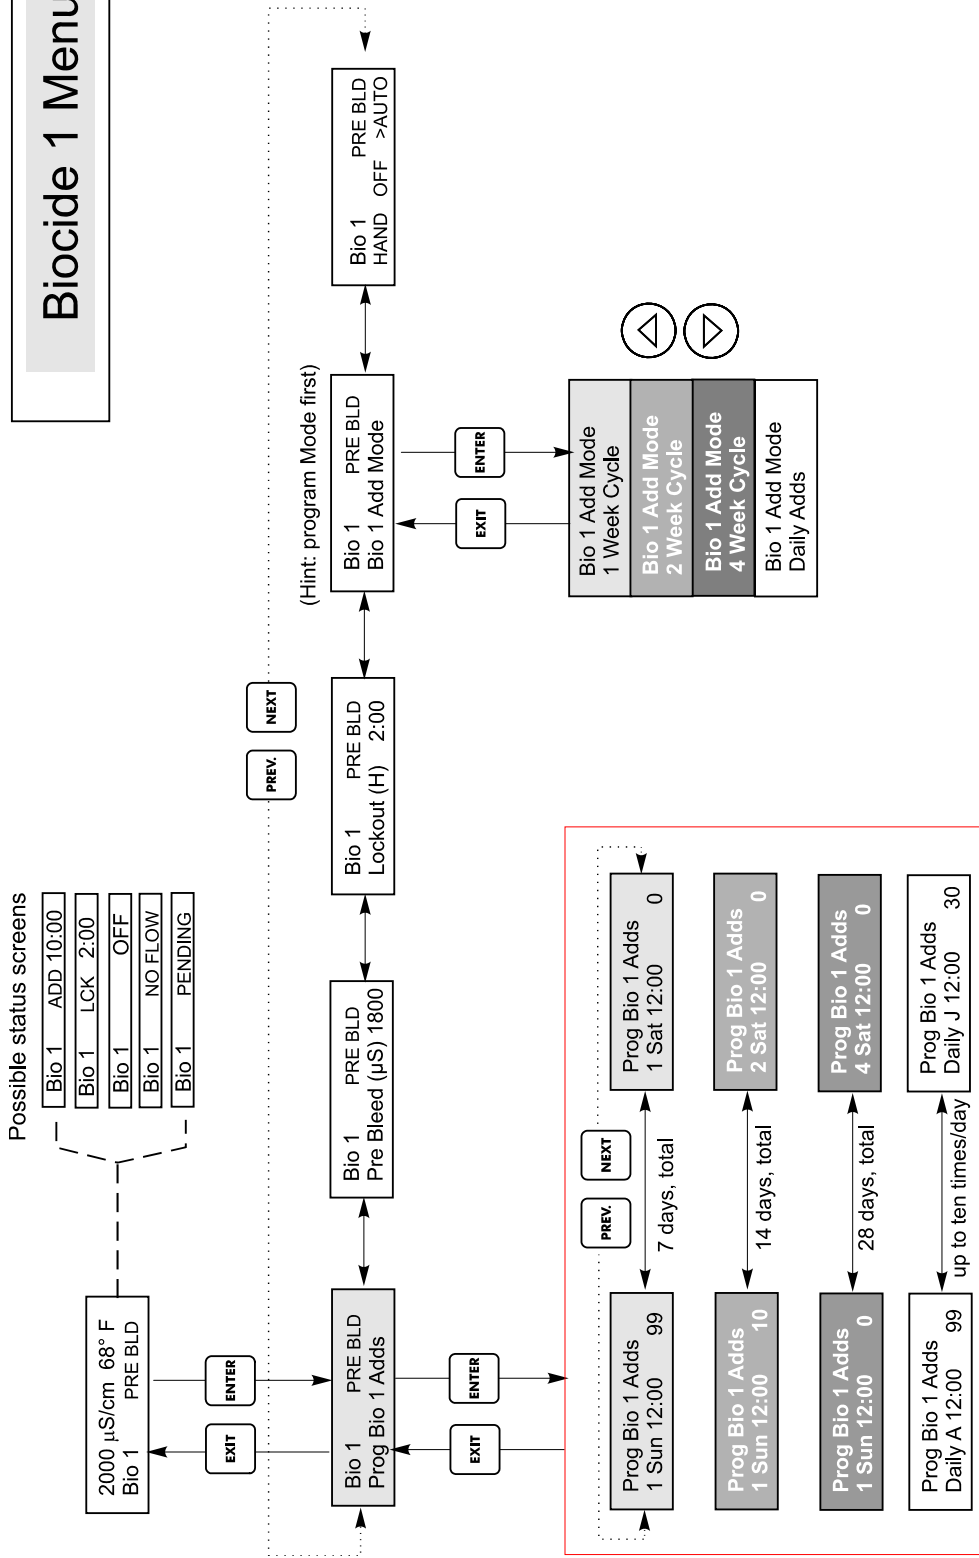 Biocide 1 Menu
Possible status screens
2000 µS/cm 68° F
Bio 1 PRE BLD
Bio 1 ADD 10:00
Bio 1 LCK 2:00
Bio 1 OFF
Bio 1 NO FLOW
Bio 1 PENDING
EXIT
ENTER
PREV.
NEXT
(Hint: program Mode first)
Bio 1 PRE BLD
Prog Bio 1 Adds
Bio 1 PRE BLD
Pre Bleed (µS) 1800
Bio 1 PRE BLD
Lockout (H) 2:00
Bio 1 PRE BLD
Bio 1 Add Mode
Bio 1 PRE BLD
HAND OFF >AUTO
EXIT
ENTER
EXIT
ENTER
Bio 1 Add Mode
1 Week Cycle
Bio 1 Add Mode
2 Week Cycle
Bio 1 Add Mode
4 Week Cycle
Bio 1 Add Mode
Daily Adds
PREV.
NEXT
Prog Bio 1 Adds
1 Sun 12:00 99
7 days, total
Prog Bio 1 Adds
1 Sat 12:00 0
Prog Bio 1 Adds
1 Sun 12:00 10
14 days, total
Prog Bio 1 Adds
2 Sat 12:00 0
Prog Bio 1 Adds
1 Sun 12:00 0
28 days, total
Prog Bio 1 Adds
4 Sat 12:00 0
Prog Bio 1 Adds
Daily A 12:00 99
up to ten times/day
Prog Bio 1 Adds
Daily J 12:00 30